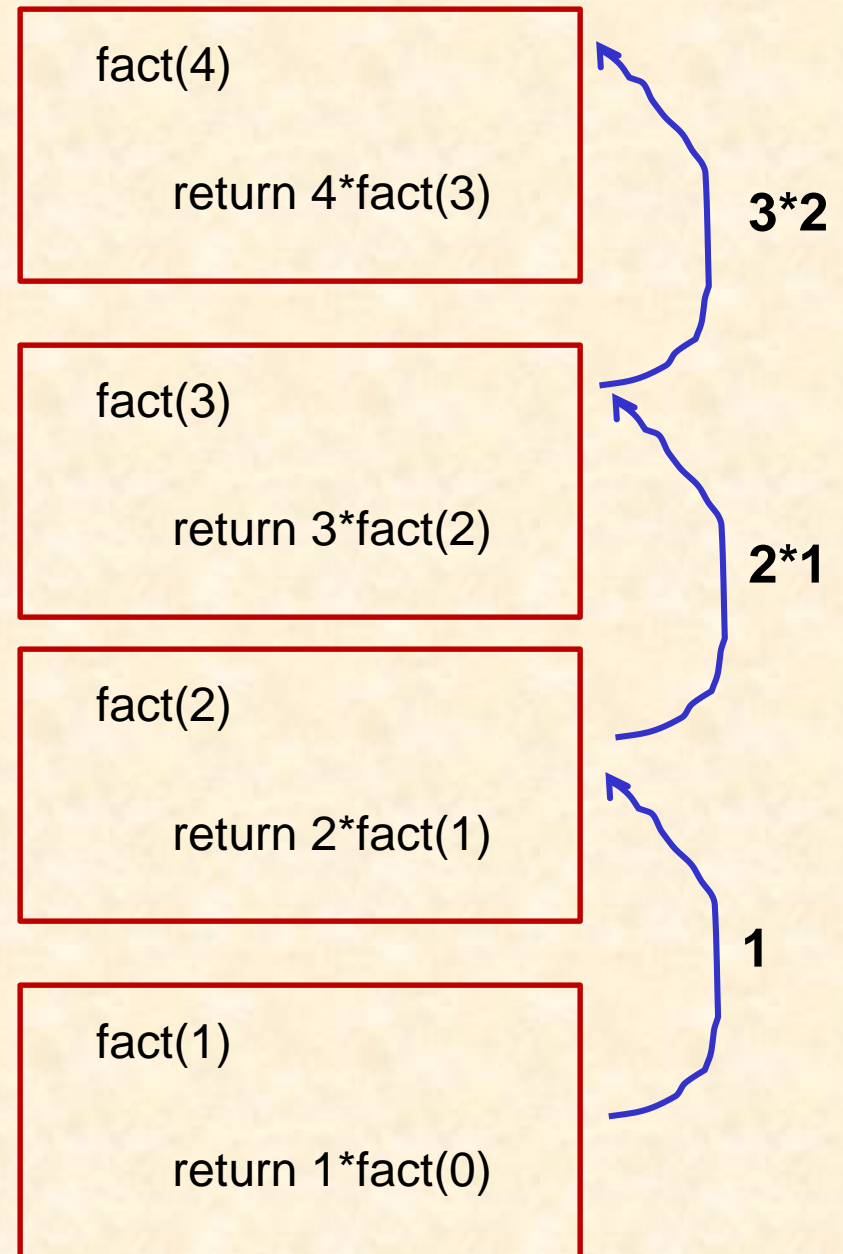 fact(4)
return 4*fact(3)
3*2
fact(3)
return 3*fact(2)
2*1
fact(2)
return 2*fact(1)
1
fact(1)
return 1*fact(0)